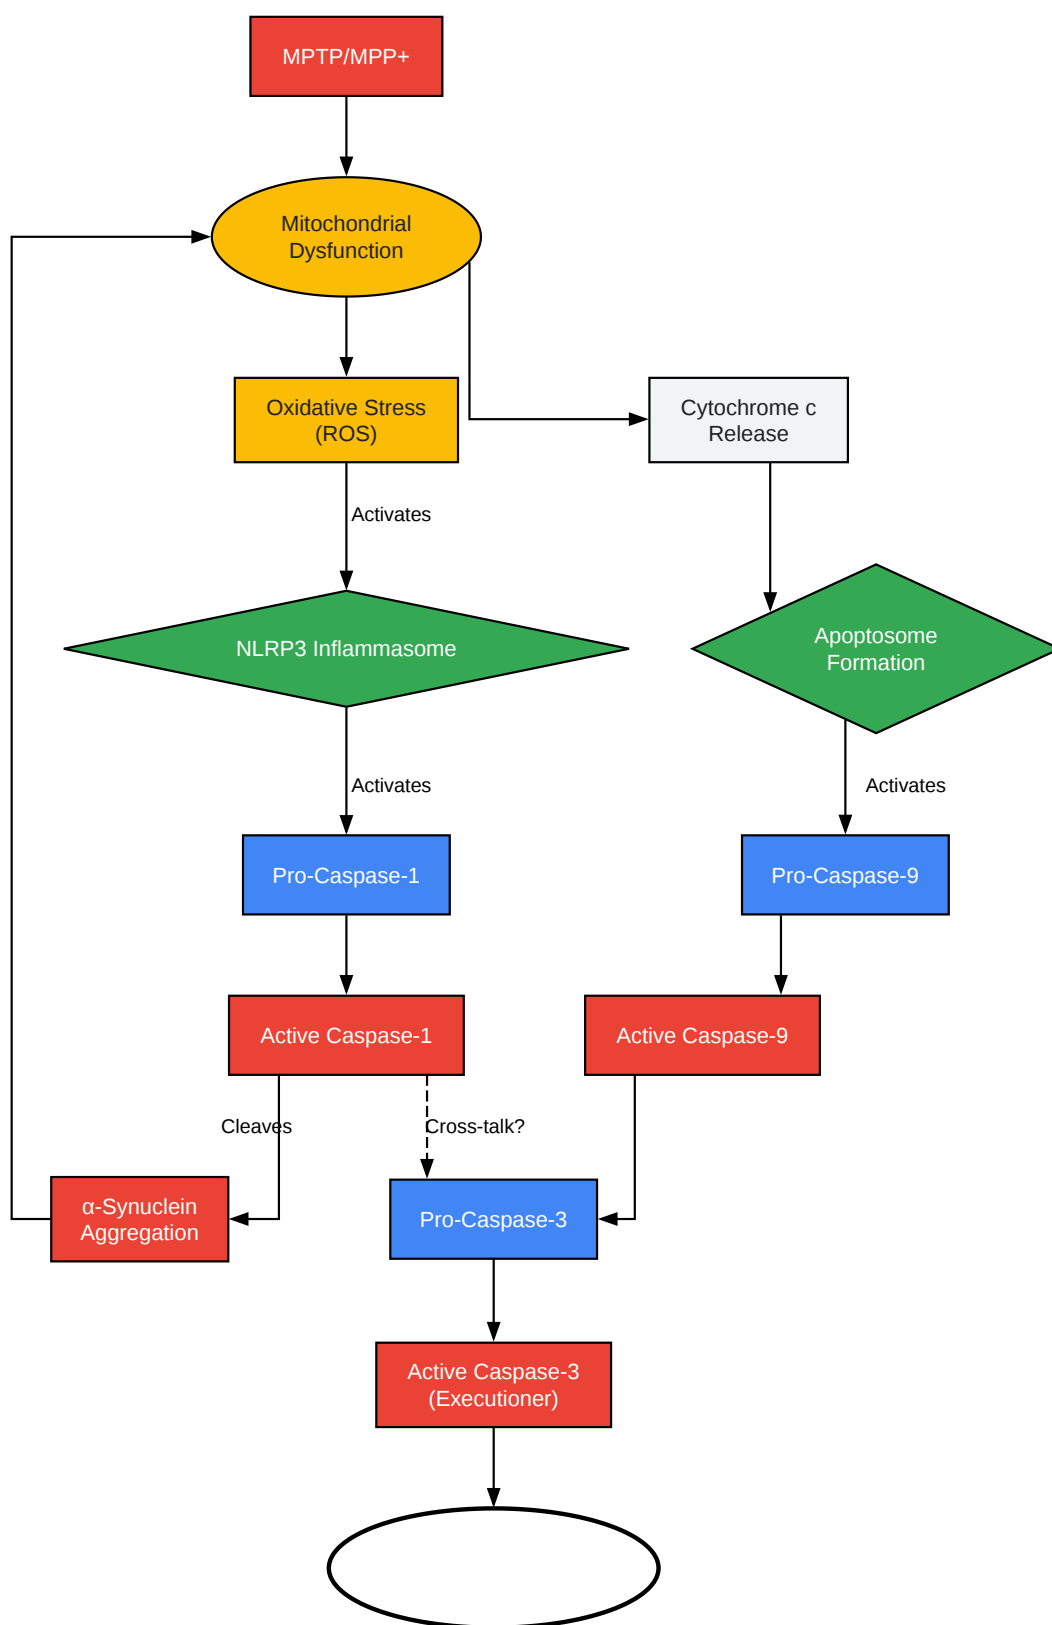 MPTP/MPP+
Mitochondrial
Dysfunction
Oxidative Stress
(ROS)
Cytochrome c
Release
Activates
NLRP3 Inflammasome
Apoptosome
Formation
Activates
Activates
Pro-Caspase-1
Pro-Caspase-9
Active Caspase-1
Active Caspase-9
Cleaves
Cross-talk?
α-Synuclein
Aggregation
Pro-Caspase-3
Active Caspase-3
(Executioner)